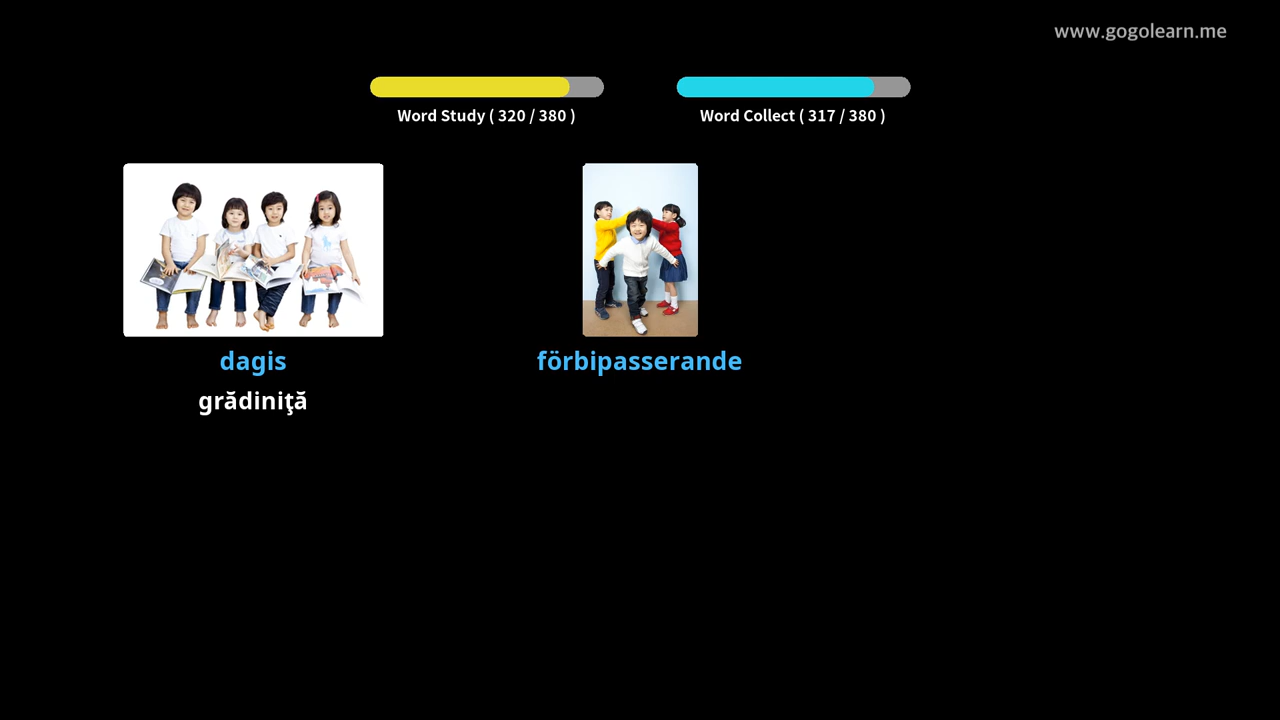 www.gogolearn.me
Word Study ( 320 / 380 )
Word Collect ( 317 / 380 )
dagis
förbipasserande
grădiniţă